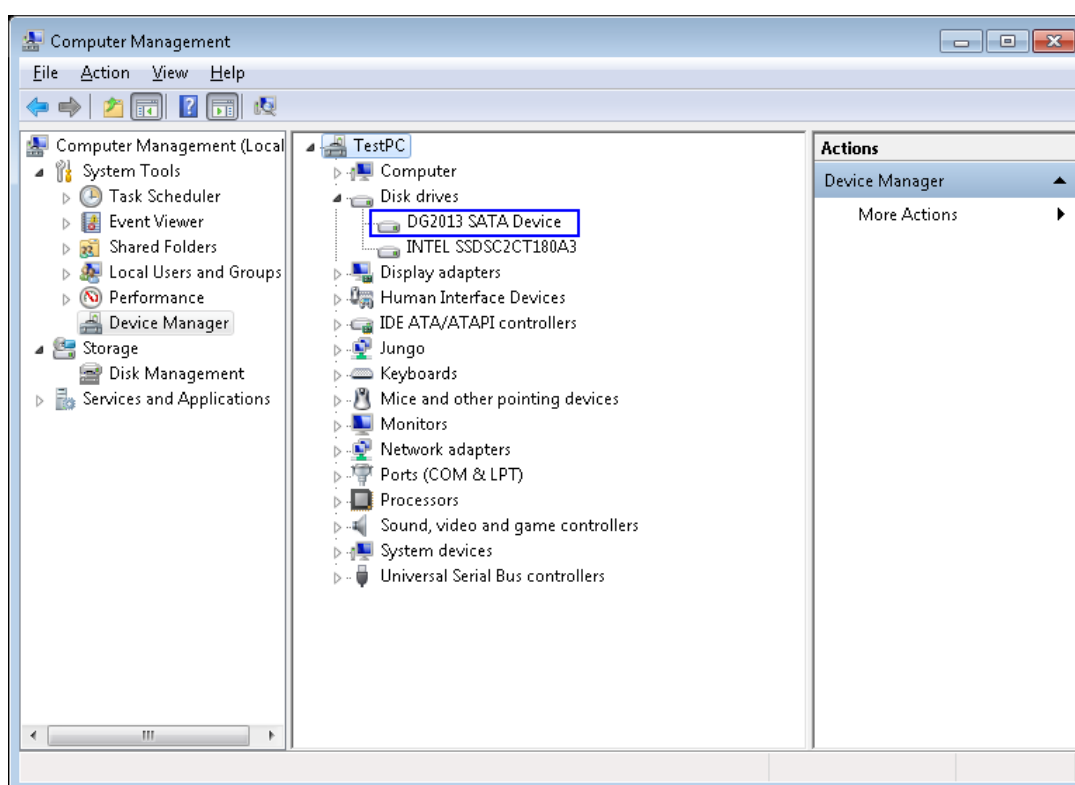 Computer Management
File Action View Help
Computer Management (Local
System Tools
Task Scheduler
Event Viewer
Shared Folders
Local Users and Groups
Performance
Device Manager
Storage
Disk Management
Services and Applications
TestPC
Computer
Disk drives
DG2013 SATA Device
INTEL SSDSC2CT180A3
Display adapters
Human Interface Devices
IDE ATA/ATAPI controllers
Jungo
Keyboards
Mice and other pointing devices
Monitors
Network adapters
Ports (COM & LPT)
Processors
Sound, video and game controllers
System devices
Universal Serial Bus controllers
Actions
Device Manager
More Actions